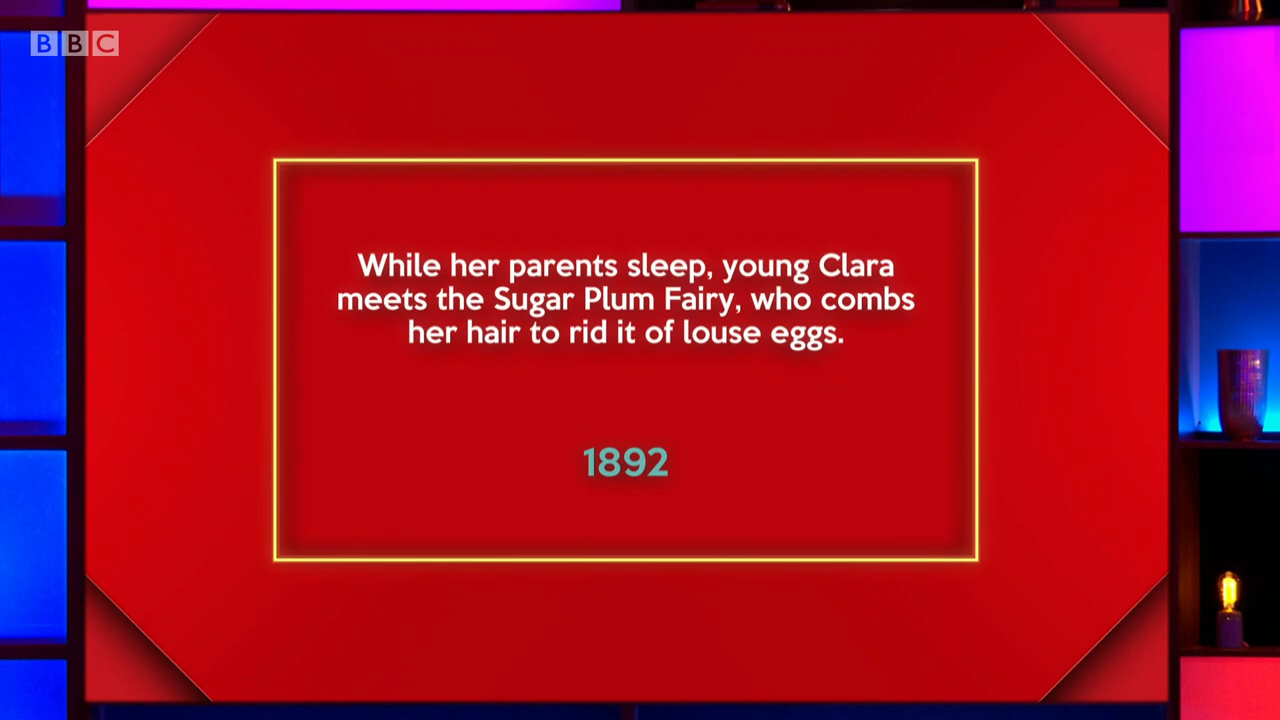 BBC
While her parents sleep, young Clara
meets the Sugar Plum Fairy, who combs
her hair to rid it of louse eggs.
1892